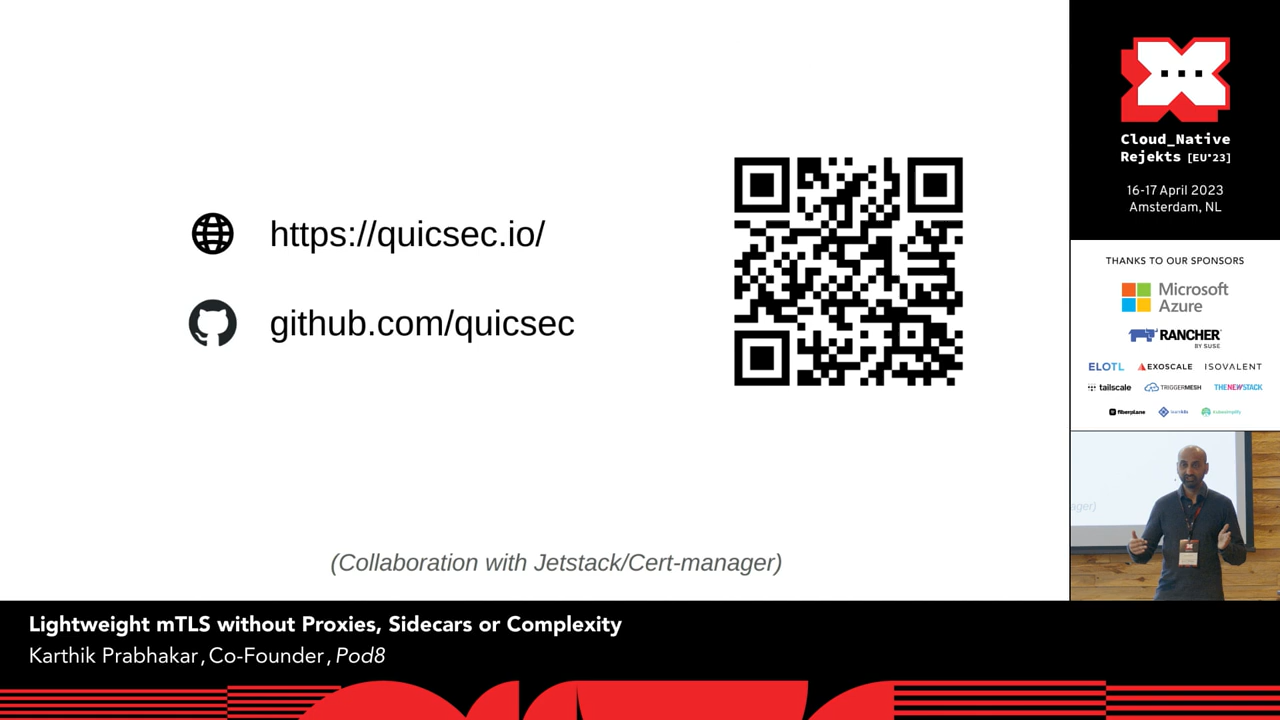 https://quicsec.io/
github.com/quicsec
(Collaboration with Jetstack/Cert-manager)
Cloud_Native
Rejekts [EU'23]
16-17 April 2023
Amsterdam, NL
THANKS TO OUR SPONSORS
Microsoft
Azure
RANCHER
BY SUSE
ELOTL
EXOSCALE
ISOVALENT
tailscale
TRIGGERMESH
THENEWSTACK
fiberplane
ager)
Lightweight mTLS without Proxies, Sidecars or Complexity
Karthik Prabhakar, Co-Founder, Pod8